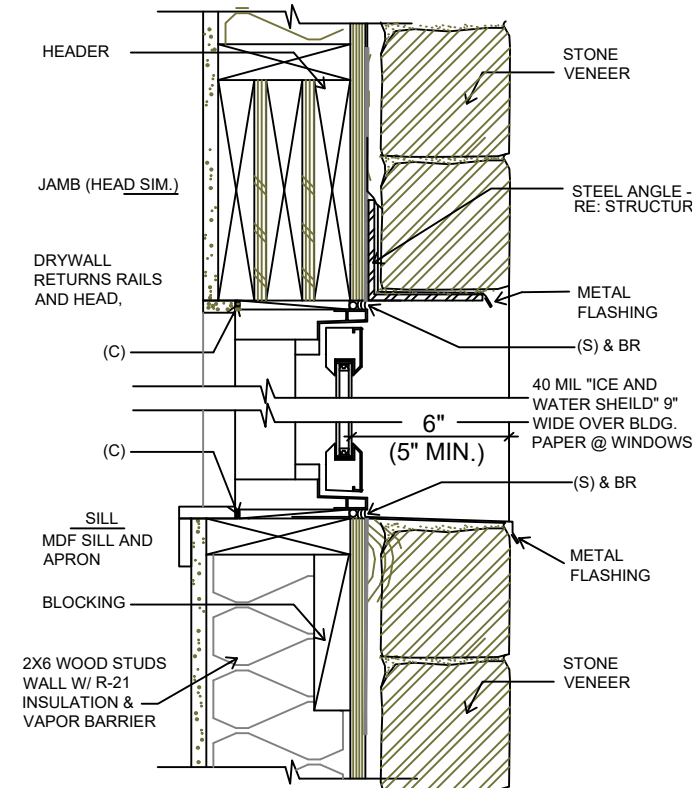 HEADER
STONE
VENEER
JAMB (HEAD SIM.)
STEEL ANGLE -
RE: STRUCTUR
DRYWALL
RETURNS RAILS
AND HEAD,
METAL
FLASHING
(C)
(S) & BR
40 MIL "ICE AND
WATER SHEILD" 9"
WIDE OVER BLDG.
PAPER @ WINDOWS
6"
(5" MIN.)
(C)
(S) & BR
SILL
MDF SILL AND
APRON
METAL
FLASHING
BLOCKING
2X6 WOOD STUDS
WALL W/ R-21
INSULATION &
VAPOR BARRIER
STONE
VENEER